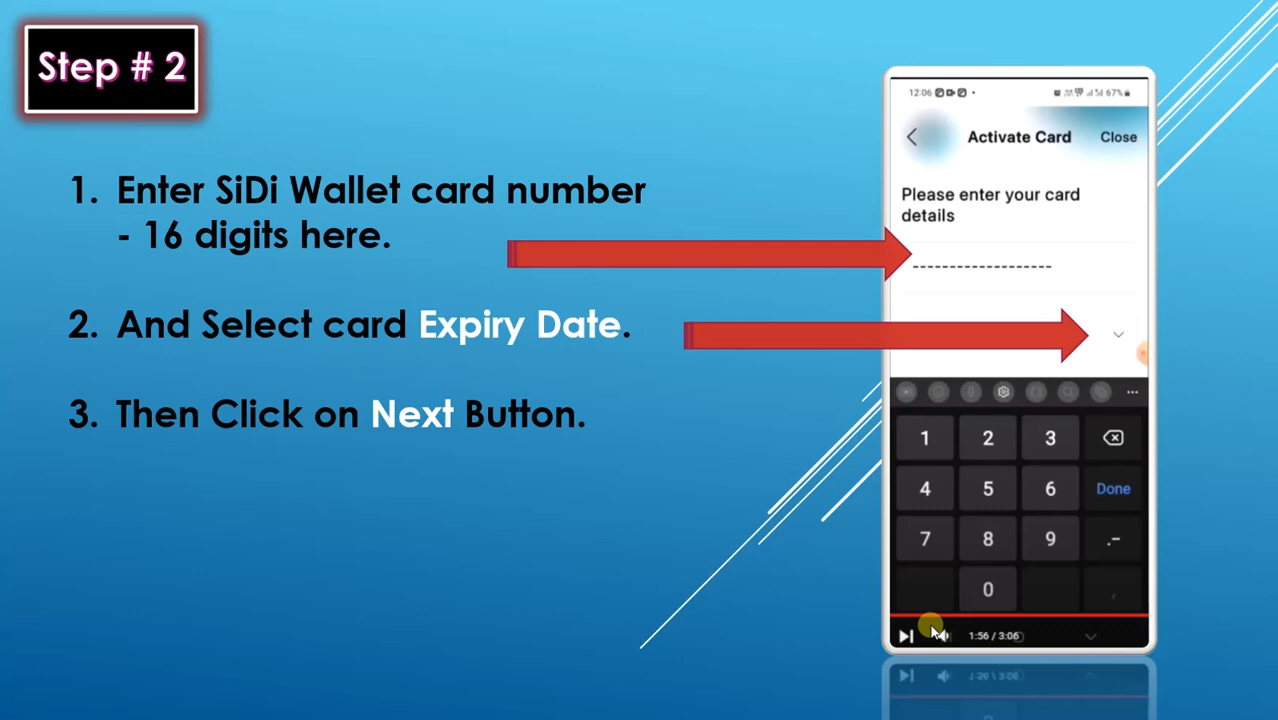 Step # 2
1. Enter SiDi Wallet card number
- 16 digits here.
2. And Select card Expiry Date.
3. Then Click on Next Button.
12:06
67%
Activate Card
Close
Please enter your card
details
--------------------
1 2 3
4 5 6 Done
7 8 9 .-
0 ,
1:56 / 3:06